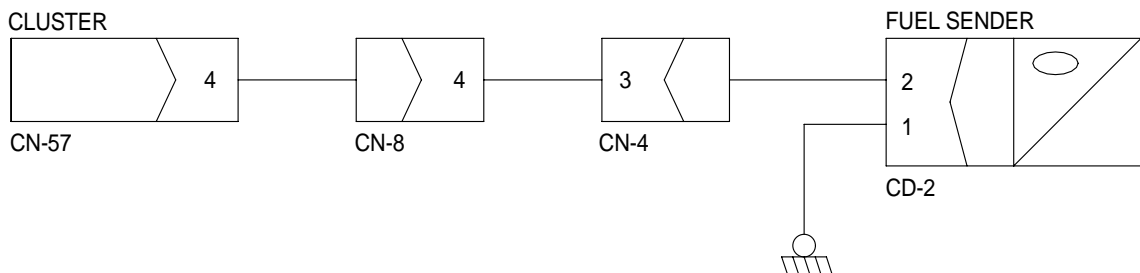 CLUSTER
FUEL SENDER
4
4
3
2
1
CN-57
CN-8
CN-4
CD-2